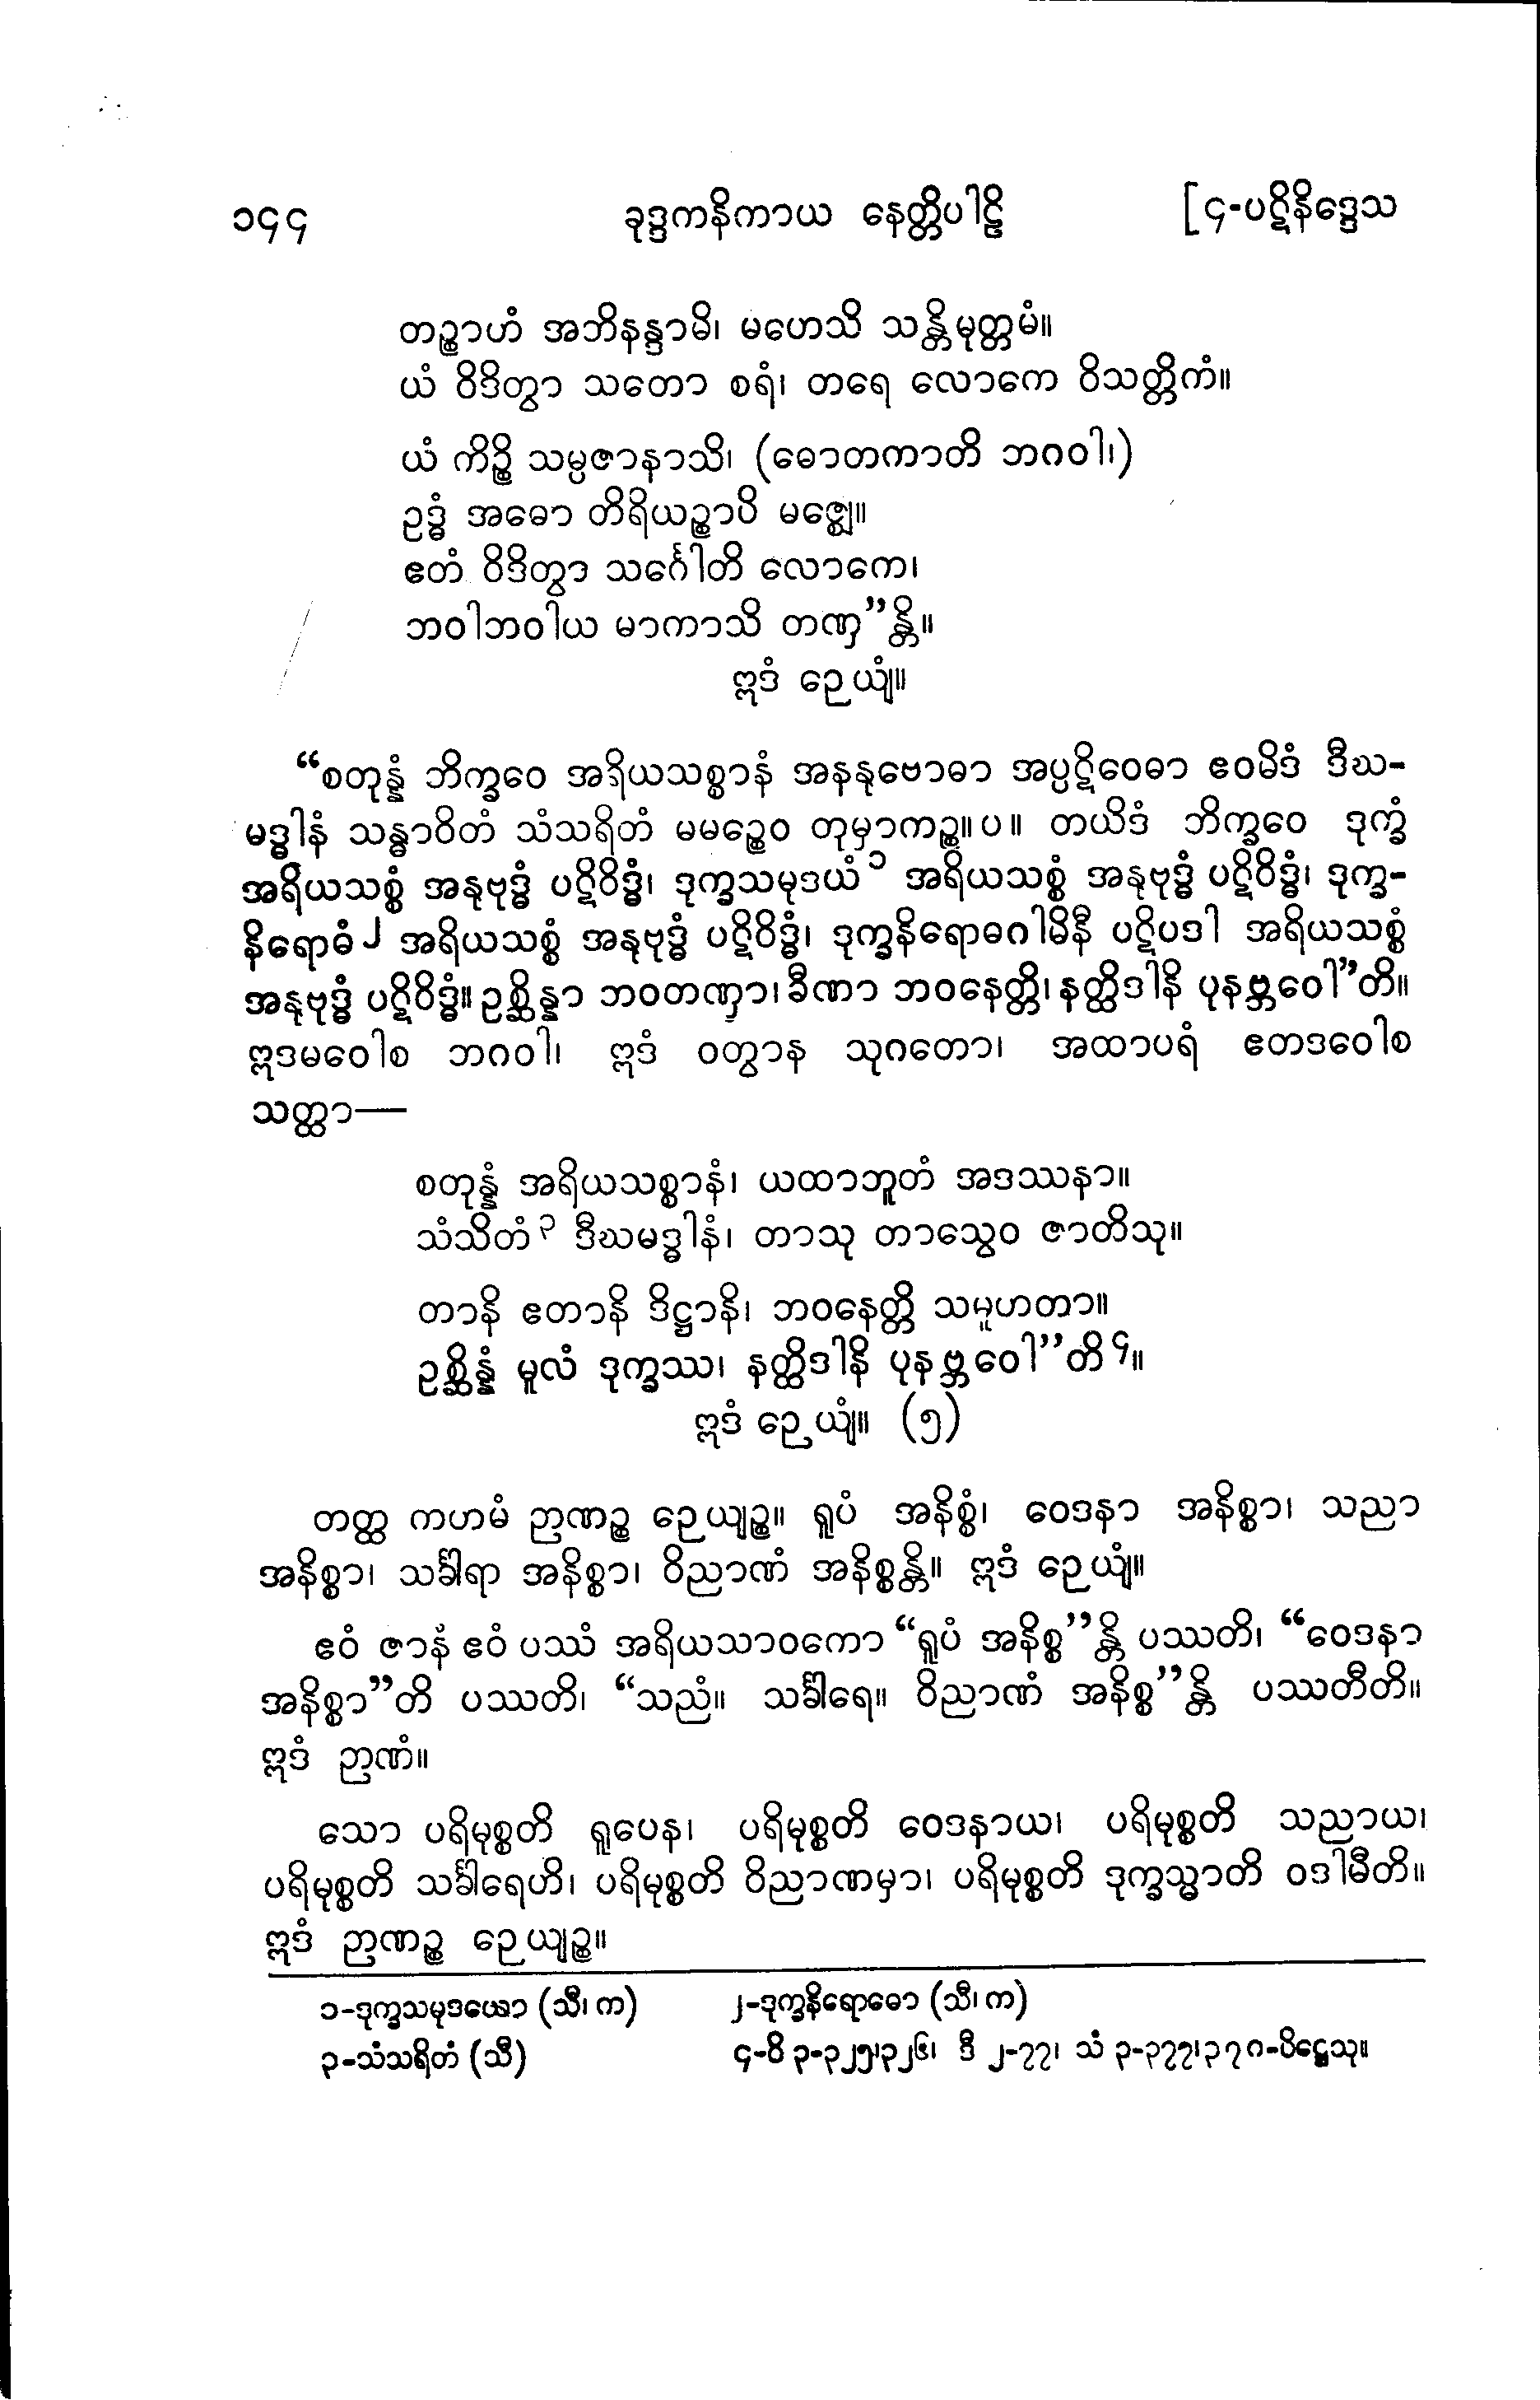 ၁၄၄ ခုဒ္ဒကနိကာယ နေတ္တိပါဠိ [၄-ပဋိနိဒ္ဒေသ
တဉ္စာဟံ အဘိနန္ဒာမိ၊ မဟေသိ သန္တိမုတ္တမံ။
ယံ ဝိဒိတွာ သတော စရံ၊ တရေ လောကေ ဝိသတ္တိကံ။
ယံ ကိဉ္စိ သမ္ပဇာနာသိ၊ (ဓောတကာတိ ဘဂဝါ၊)
ဥဒ္ဓံ အဓော တိရိယဉ္စာပိ မဇ္ဈေ။
ဧတံ ဝိဒိတွာ သင်္ဂေါတိ လောကေ၊
ဘဝါဘဝါယ မာကာသိ တဏှ”န္တိ။
ဣဒံ ဉေယျံ။
“စတုန္နံ ဘိက္ခဝေ အရိယသစ္စာနံ အနနုဗောဓာ အပ္ပဋိဝေဓာ ဧဝမိဒံ ဒီဃ-
မဒ္ဓါနံ သန္ဓာဝိတံ သံသရိတံ မမဉ္စေဝ တုမှာကဉ္စ။ ပ။ တယိဒံ ဘိက္ခဝေ ဒုက္ခံ
အရိယသစ္စံ အနုဗုဒ္ဓံ ပဋိဝိဒ္ဓံ၊ ဒုက္ခသမုဒယံ ၁ အရိယသစ္စံ အနုဗုဒ္ဓံ ပဋိဝိဒ္ဓံ၊ ဒုက္ခ-
နိရောဓံ ၂ အရိယသစ္စံ အနုဗုဒ္ဓံ ပဋိဝိဒ္ဓံ၊ ဒုက္ခနိရောဓဂါမိနီ ပဋိပဒါ အရိယသစ္စံ
အနုဗုဒ္ဓံ ပဋိဝိဒ္ဓံ။ ဥစ္ဆိန္နာ ဘဝတဏှာ၊ ခီဏာ ဘဝနေတ္တိ၊ နတ္ထိဒါနိ ပုနဗ္ဘဝေါ”တိ။
ဣဒမဝေါစ ဘဂဝါ၊ ဣဒံ ဝတွာန သုဂတော၊ အထာပရံ ဧတဒဝေါစ
သတ္ထာ—
စတုန္နံ အရိယသစ္စာနံ၊ ယထာဘူတံ အဒဿနာ။
သံသိတံ ၃ ဒီဃမဒ္ဓါနံ၊ တာသု တာသွေဝ ဇာတိသု။
တာနိ ဧတာနိ ဒိဋ္ဌာနိ၊ ဘဝနေတ္တိ သမူဟတာ။
ဥစ္ဆိန္နံ မူလံ ဒုက္ခဿ၊ နတ္ထိဒါနိ ပုနဗ္ဘဝေါ”တိ ၄။
ဣဒံ ဉေယျံ။ (၅)
တတ္ထ ကဟမံ ဉာဏဉ္စ ဉေယျဉ္စ။ ရူပံ အနိစ္စံ၊ ဝေဒနာ အနိစ္စာ၊ သညာ
အနိစ္စာ၊ သင်္ခါရာ အနိစ္စာ၊ ဝိညာဏံ အနိစ္စန္တိ။ ဣဒံ ဉေယျံ။
ဧဝံ ဇာနံ ဧဝံ ပဿံ အရိယသာဝကော “ရူပံ အနိစ္စ”န္တိ ပဿတိ၊ “ဝေဒနာ
အနိစ္စာ”တိ ပဿတိ၊ “သညံ။ သင်္ခါရေ။ ဝိညာဏံ အနိစ္စ”န္တိ ပဿတီတိ။
ဣဒံ ဉာဏံ။
သော ပရိမုစ္စတိ ရူပေန၊ ပရိမုစ္စတိ ဝေဒနာယ၊ ပရိမုစ္စတိ သညာယ၊
ပရိမုစ္စတိ သင်္ခါရေဟိ၊ ပရိမုစ္စတိ ဝိညာဏမှာ၊ ပရိမုစ္စတိ ဒုက္ခသ္မာတိ ဝဒါမီတိ။
ဣဒံ ဉာဏဉ္စ ဉေယျဉ္စ။
၁-ဒုက္ခသမုဒယော (သီ၊ က) ၂-ဒုက္ခနိရောဓော (သီ၊ က)
၃-သံသရိတံ (သီ) ၄-ဝိ ၃-၃၂၅၊၃၂၆၊ ဒီ ၂-၇၇၊ သံ ၃-၃၇၇၊၃၇၈-ပိဋ္ဌေသု။